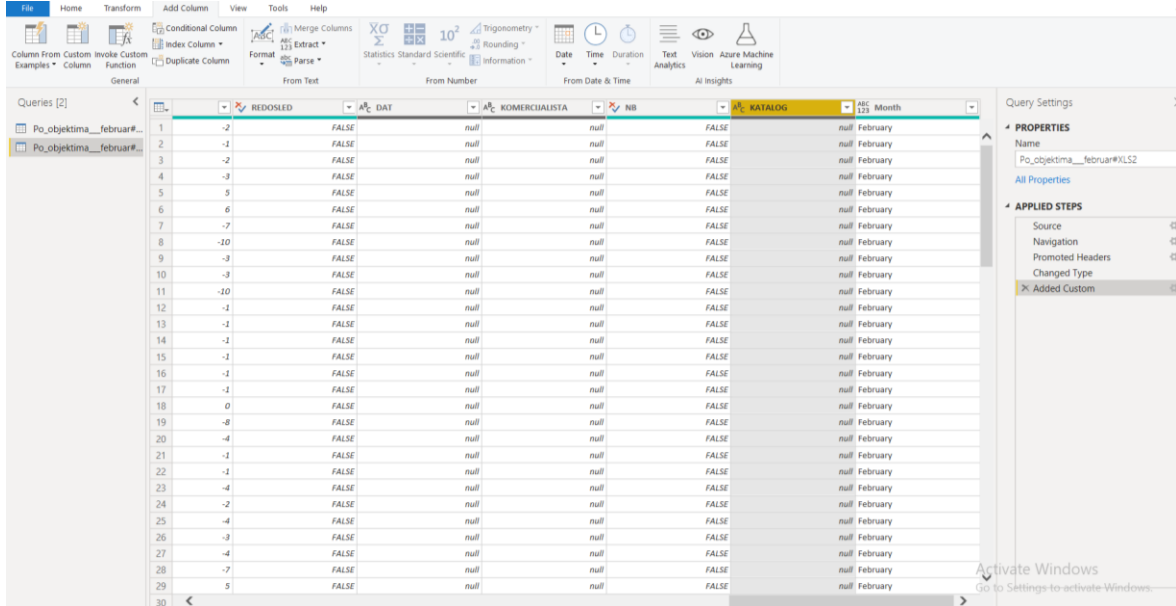 File Home Transform Add Column View Tools Help
Column From Examples
Custom Column
Invoke Custom Function
Conditional Column
Index Column
Duplicate Column
General
Format
ABC
Merge Columns
ABC 123 Extract
abc Parse
From Text
XΟ Σ Statistics
Standard
10² Scientific
Trigonometry
Rounding
Information
From Number
Date
Time
Duration
From Date & Time
Text Analytics
Vision
Azure Machine Learning
AI Insights
Queries [2]
Po_objektima__februar#...
Po_objektima__februar#...
REDOSLED ABC DAT ABC KOMERCIJALISTA NB ABC KATALOG ABC 123 Month
1 -2 FALSE null null FALSE null February
2 -1 FALSE null null FALSE null February
3 -2 FALSE null null FALSE null February
4 -3 FALSE null null FALSE null February
5 5 FALSE null null FALSE null February
6 6 FALSE null null FALSE null February
7 -7 FALSE null null FALSE null February
8 -10 FALSE null null FALSE null February
9 -3 FALSE null null FALSE null February
10 -3 FALSE null null FALSE null February
11 -10 FALSE null null FALSE null February
12 -1 FALSE null null FALSE null February
13 -1 FALSE null null FALSE null February
14 -1 FALSE null null FALSE null February
15 -1 FALSE null null FALSE null February
16 -1 FALSE null null FALSE null February
17 -1 FALSE null null FALSE null February
18 0 FALSE null null FALSE null February
19 -8 FALSE null null FALSE null February
20 -4 FALSE null null FALSE null February
21 -1 FALSE null null FALSE null February
22 -1 FALSE null null FALSE null February
23 -4 FALSE null null FALSE null February
24 -2 FALSE null null FALSE null February
25 -4 FALSE null null FALSE null February
26 -3 FALSE null null FALSE null February
27 -4 FALSE null null FALSE null February
28 -7 FALSE null null FALSE null February
29 5 FALSE null null FALSE null February
30
Query Settings
PROPERTIES
Name
Po_objektima__februar#XLS2
All Properties
APPLIED STEPS
Source
Navigation
Promoted Headers
Changed Type
Added Custom
Activate Windows
Go to Settings to activate Windows.